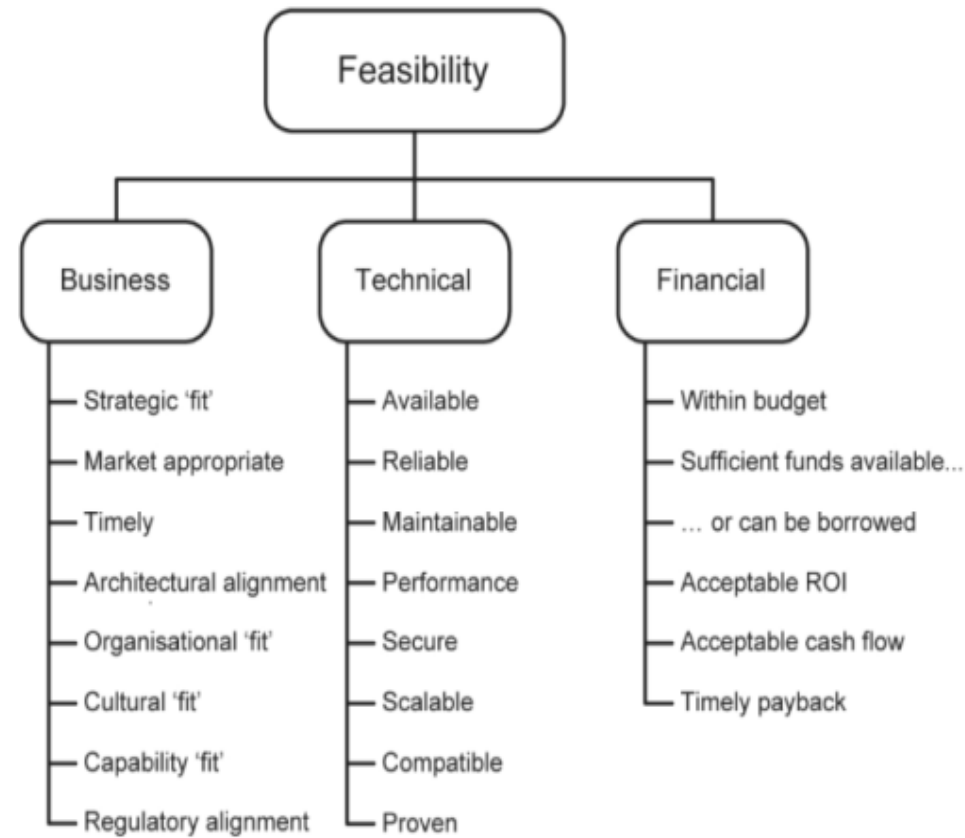 Feasibility
Business
Technical
Financial
Strategic ‘fit’
Market appropriate
Timely
Architectural alignment
Organisational ‘fit’
Cultural ‘fit’
Capability ‘fit’
Regulatory alignment
Available
Reliable
Maintainable
Performance
Secure
Scalable
Compatible
Proven
Within budget
Sufficient funds available...
... or can be borrowed
Acceptable ROI
Acceptable cash flow
Timely payback